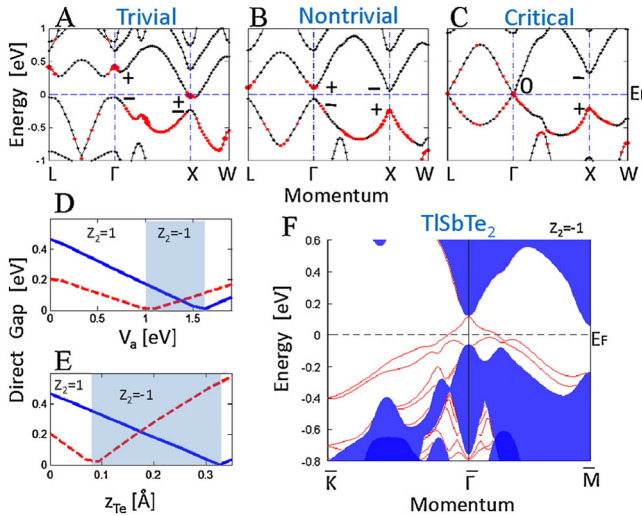 A Trivial B Nontrivial C Critical
Energy [eV]
1
0.5
0
-0.5
-1
+ − + −
+ − − +
0 − +
EF
L Γ X W L Γ X W L Γ X W
Momentum
D
Z2=1 Z2=-1
0.4
0.2
0
0 0.5 1 1.5
Va [eV]
Direct Gap [eV]
E
Z2=1 Z2=-1
0.4
0.2
0
0 0.1 0.2 0.3
zTe [Å]
F TlSbTe2 Z2=-1
Energy [eV]
0.6
0.4
0.2
0
-0.2
-0.4
-0.6
-0.8
EF
K̅ Γ̅ M̅
Momentum